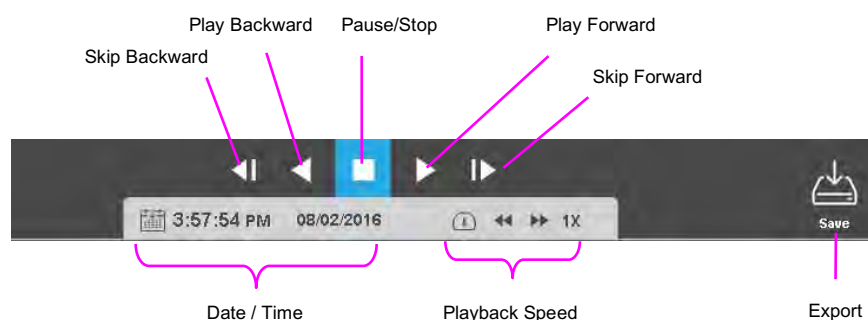 Play Backward
Pause/Stop
Play Forward
Skip Backward
Skip Forward
3:57:54 PM 08/02/2016
1X
Save
Date / Time
Playback Speed
Export